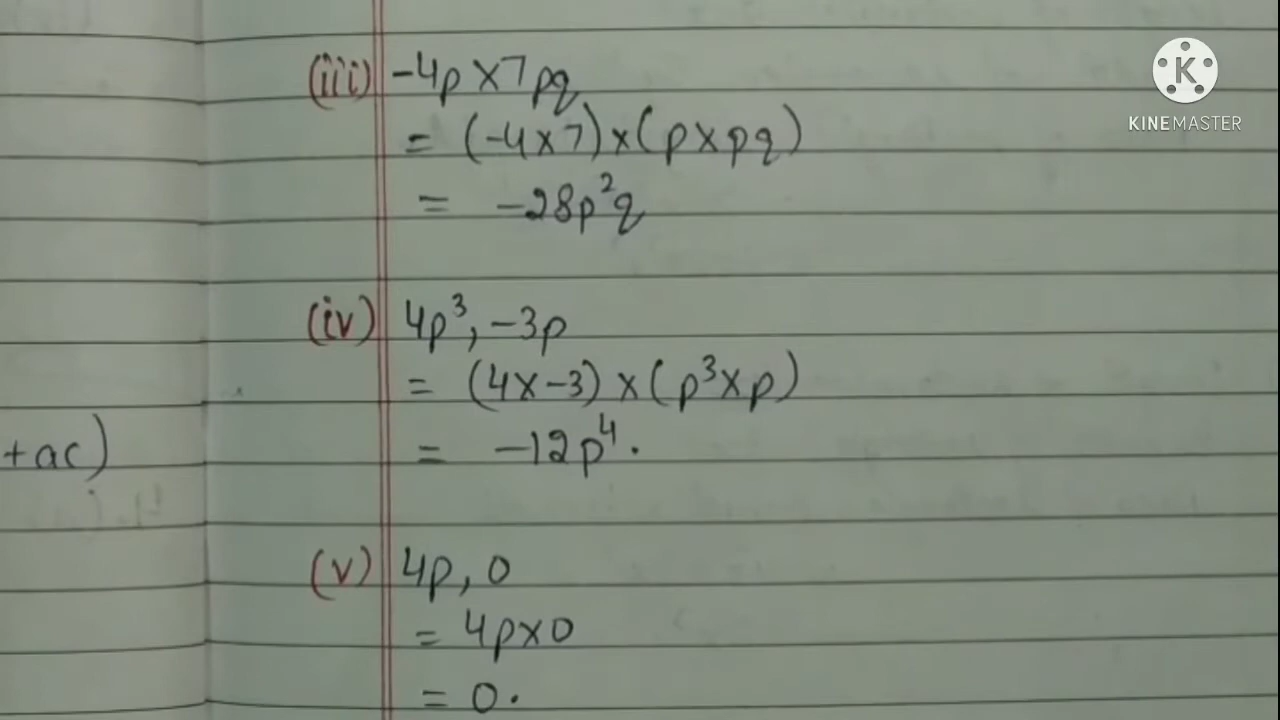 (iii) -4p×7pq
= (-4×7)×(p×pq)
= -28p²q
(iv) 4p³, -3p
= (4×-3)×(p³×p)
= -12p⁴.
(v) 4p, 0
= 4p×0
= 0.
+ac)
KINEMASTER